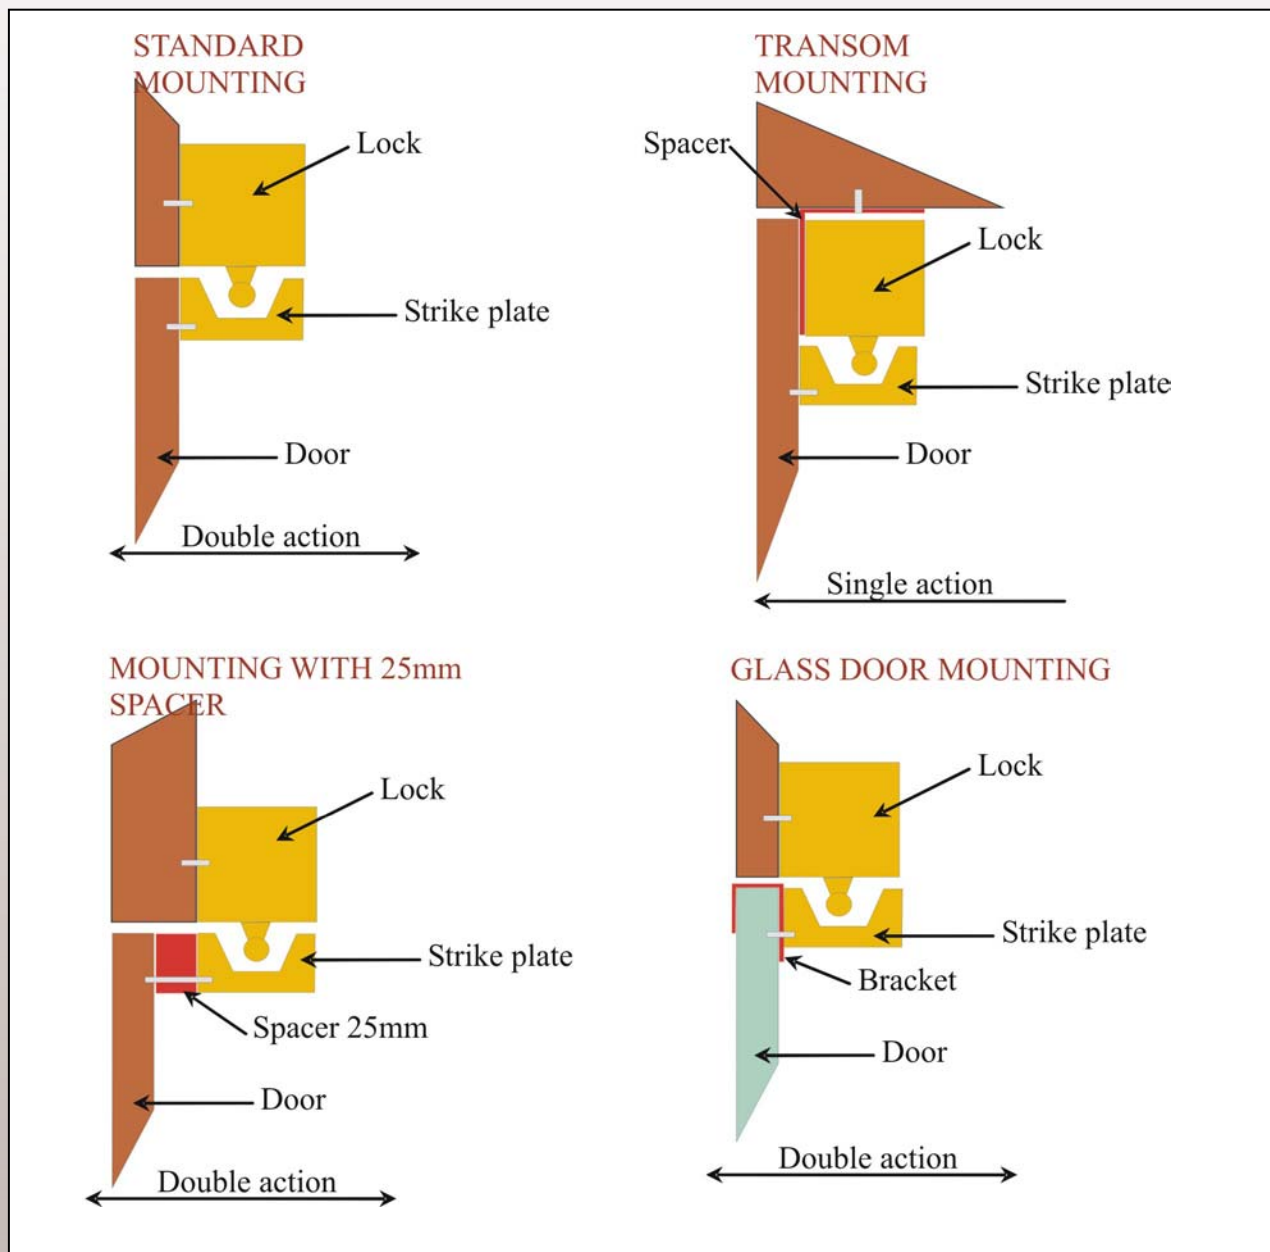 STANDARD
MOUNTING
Lock
Strike plate
Door
Double action
TRANSOM
MOUNTING
Spacer
Lock
Strike plate
Door
Single action
MOUNTING WITH 25mm
SPACER
Lock
Strike plate
Spacer 25mm
Door
Double action
GLASS DOOR MOUNTING
Lock
Strike plate
Bracket
Door
Double action